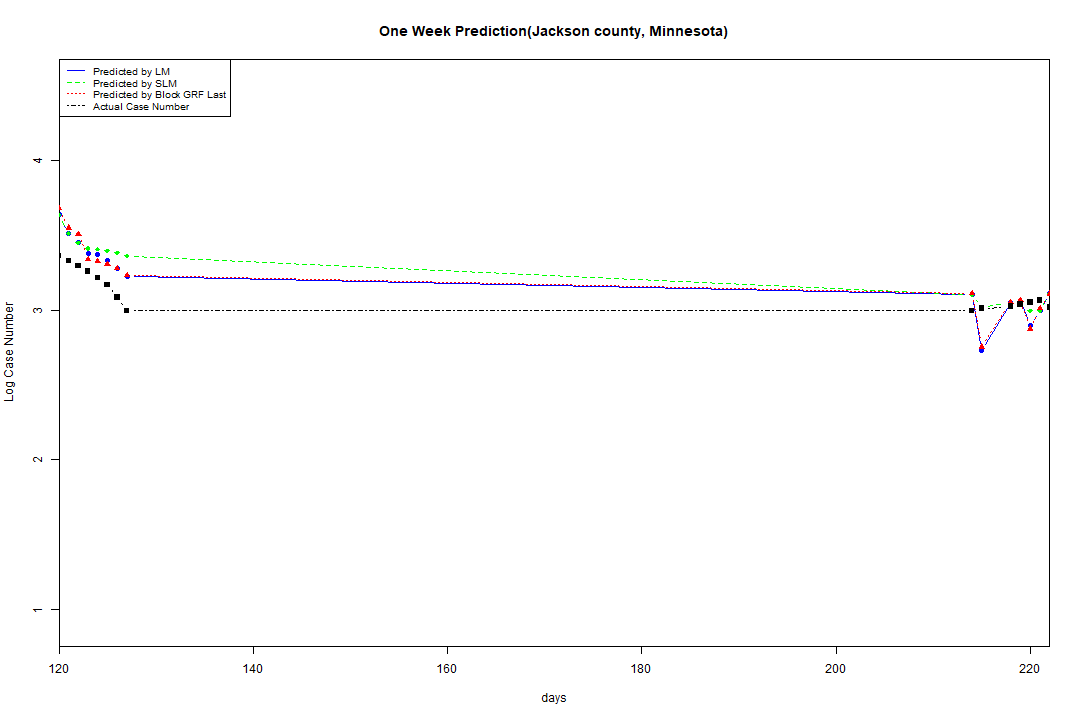 One Week Prediction(Jackson county, Minnesota)
Predicted by LM
Predicted by SLM
Predicted by Block GRF Last
Actual Case Number
4
3
2
1
Log Case Number
120 140 160 180 200 220
days